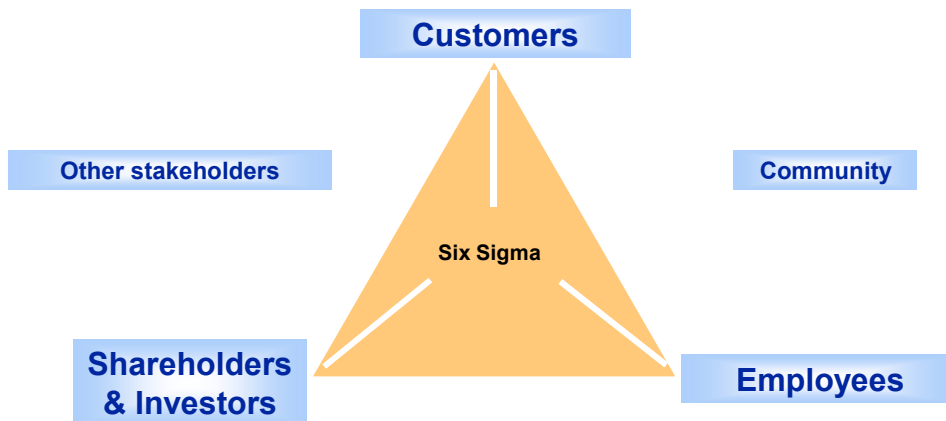 Customers
Other stakeholders
Community
Six Sigma
Shareholders
& Investors
Employees